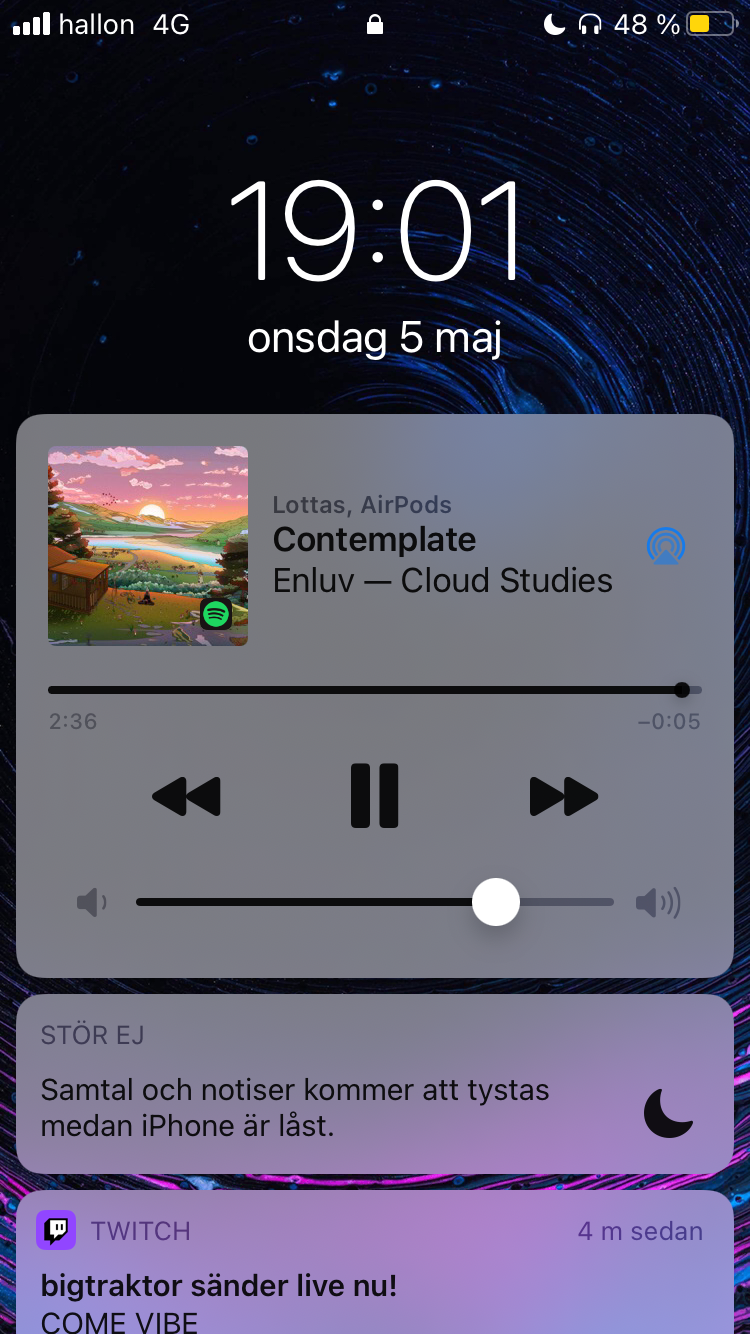 hallon 4G 48 %
19:01
onsdag 5 maj
Lottas, AirPods
Contemplate
Enluv — Cloud Studies
2:36 –0:05
STÖR EJ
Samtal och notiser kommer att tystas
medan iPhone är låst.
TWITCH 4 m sedan
bigtraktor sänder live nu!
COME VIBE